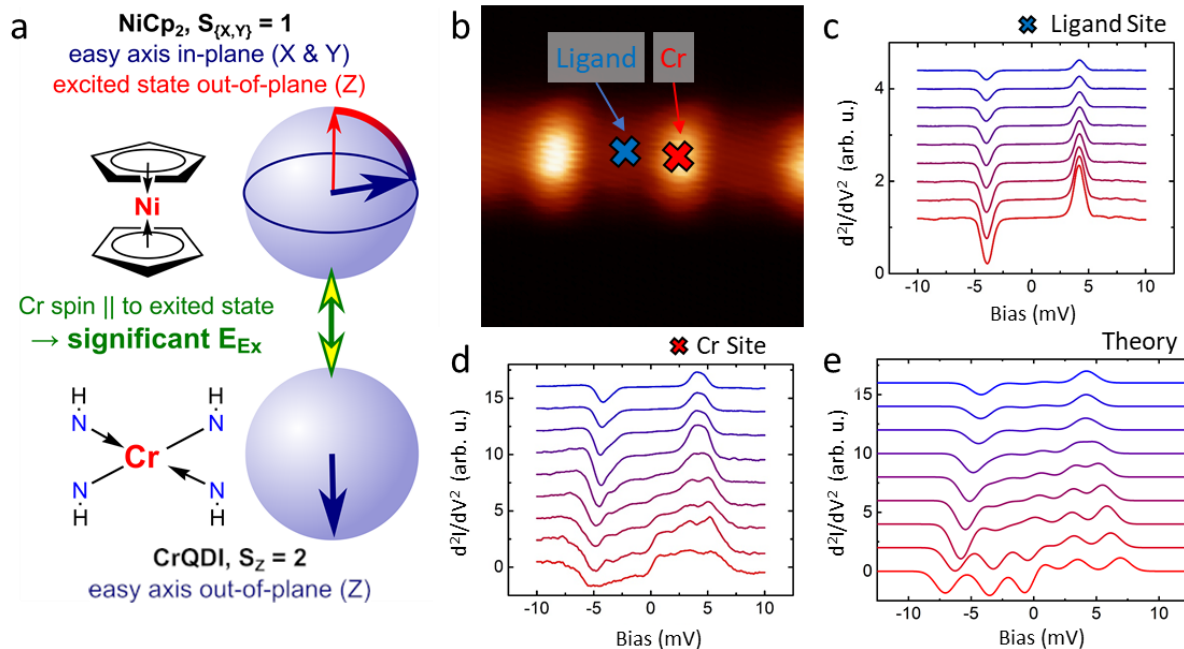 a
NiCp2, S{X,Y} = 1
easy axis in-plane (X & Y)
excited state out-of-plane (Z)
Ni
Cr spin || to exited state
→ significant EEx
H
N
H
N
Cr
N
H
N
H
CrQDI, SZ = 2
easy axis out-of-plane (Z)
b
Ligand
Cr
c
Ligand Site
d²I/dV² (arb. u.)
4
2
0
-10
-5
0
5
10
Bias (mV)
d
Cr Site
d²I/dV² (arb. u.)
15
10
5
0
-10
-5
0
5
10
Bias (mV)
e
Theory
d²I/dV² (arb. u.)
15
10
5
0
-10
-5
0
5
10
Bias (mV)